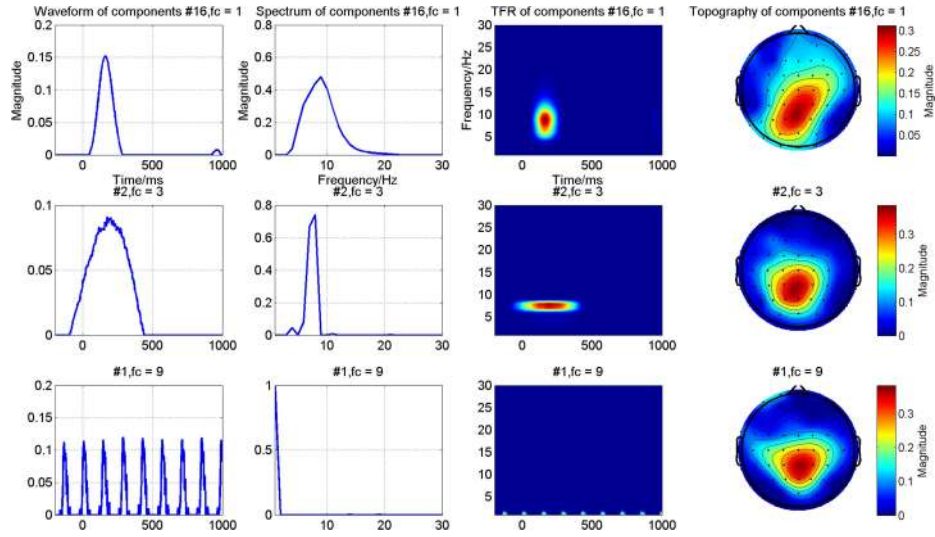 Waveform of components #16,fc = 1
Spectrum of components #16,fc = 1
TFR of components #16,fc = 1
Topography of components #16,fc = 1
Magnitude
0.2
0.15
0.1
0.05
0
0 500 1000
Time/ms
Magnitude
0.8
0.6
0.4
0.2
0
0 10 20 30
Frequency/Hz
Frequency/Hz
30
25
20
15
10
5
0 500 1000
Time/ms
0.3
0.25
0.2
0.15
0.1
0.05
Magnitude
#2,fc = 3
0.1
0.05
0
0 500 1000
#2,fc = 3
0.8
0.6
0.4
0.2
0
0 10 20 30
#2,fc = 3
30
25
20
15
10
5
0 500 1000
#2,fc = 3
0.3
0.2
0.1
0
Magnitude
#1,fc = 9
0.2
0.15
0.1
0.05
0
0 500 1000
#1,fc = 9
1
0.5
0
10 20 30
#1,fc = 9
30
25
20
15
10
5
0 500 1000
#1,fc = 9
0.3
0.2
0.1
0
Magnitude